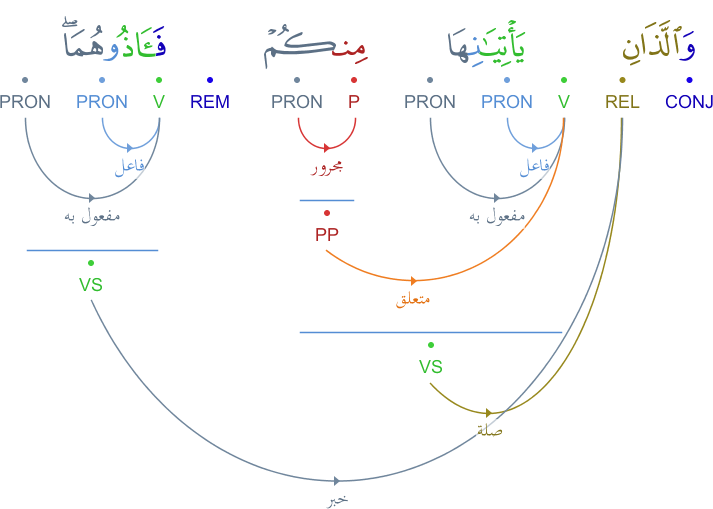 وَٱلَّذَانِ يَأْتِيَـٰنِهَا مِنكُمْ فَـَٔاذُوهُمَا ۖ
CONJ REL V PRON PRON P PRON REM V PRON PRON
فاعل مجرور فاعل
مفعول به مفعول به
PP
VS
متعلق
VS
صلة
خبر